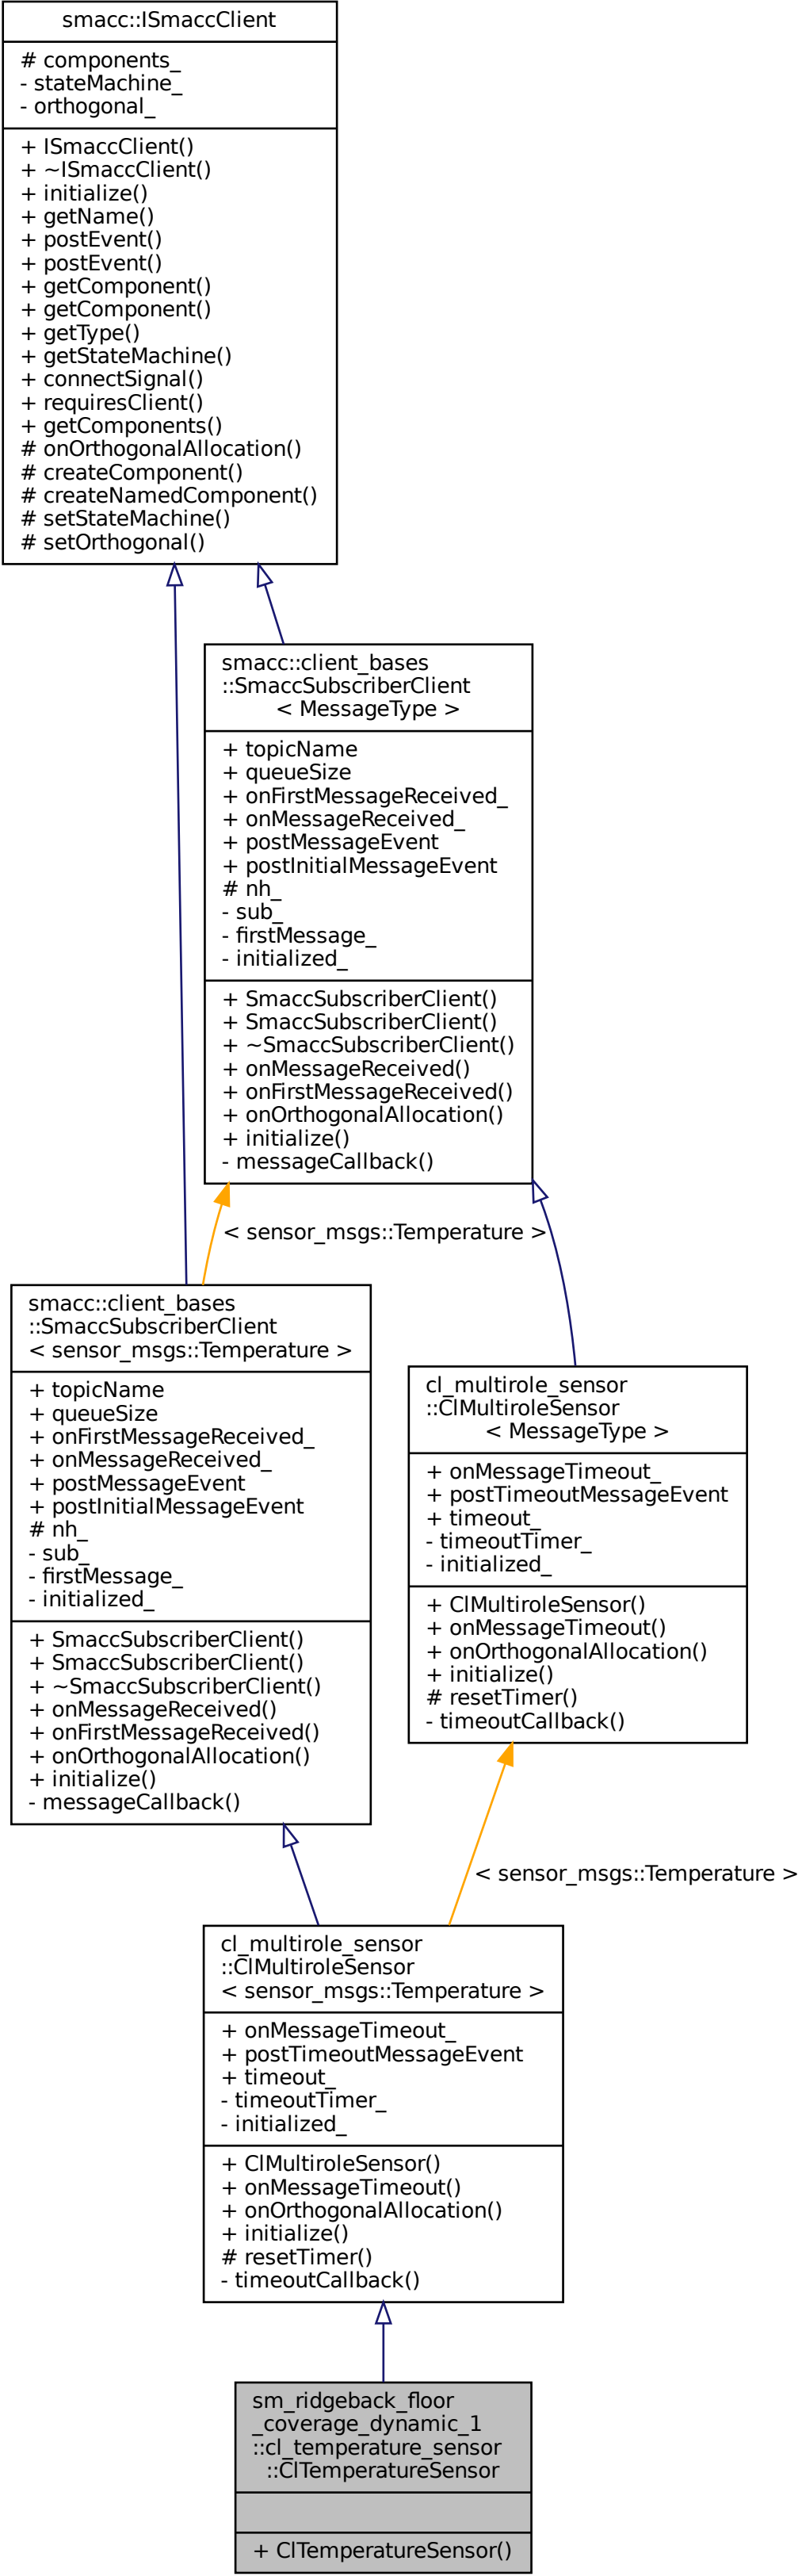 smacc::ISmaccClient
# components_
- stateMachine_
- orthogonal_
+ ISmaccClient()
+ ~ISmaccClient()
+ initialize()
+ getName()
+ postEvent()
+ postEvent()
+ getComponent()
+ getComponent()
+ getType()
+ getStateMachine()
+ connectSignal()
+ requiresClient()
+ getComponents()
# onOrthogonalAllocation()
# createComponent()
# createNamedComponent()
# setStateMachine()
# setOrthogonal()
smacc::client_bases
::SmaccSubscriberClient
< MessageType >
+ topicName
+ queueSize
+ onFirstMessageReceived_
+ onMessageReceived_
+ postMessageEvent
+ postInitialMessageEvent
# nh_
- sub_
- firstMessage_
- initialized_
+ SmaccSubscriberClient()
+ SmaccSubscriberClient()
+ ~SmaccSubscriberClient()
+ onMessageReceived()
+ onFirstMessageReceived()
+ onOrthogonalAllocation()
+ initialize()
- messageCallback()
< sensor_msgs::Temperature >
smacc::client_bases
::SmaccSubscriberClient
< sensor_msgs::Temperature >
+ topicName
+ queueSize
+ onFirstMessageReceived_
+ onMessageReceived_
+ postMessageEvent
+ postInitialMessageEvent
# nh_
- sub_
- firstMessage_
- initialized_
+ SmaccSubscriberClient()
+ SmaccSubscriberClient()
+ ~SmaccSubscriberClient()
+ onMessageReceived()
+ onFirstMessageReceived()
+ onOrthogonalAllocation()
+ initialize()
- messageCallback()
cl_multirole_sensor
::ClMultiroleSensor
< MessageType >
+ onMessageTimeout_
+ postTimeoutMessageEvent
+ timeout_
- timeoutTimer_
- initialized_
+ ClMultiroleSensor()
+ onMessageTimeout()
+ onOrthogonalAllocation()
+ initialize()
# resetTimer()
- timeoutCallback()
< sensor_msgs::Temperature >
cl_multirole_sensor
::ClMultiroleSensor
< sensor_msgs::Temperature >
+ onMessageTimeout_
+ postTimeoutMessageEvent
+ timeout_
- timeoutTimer_
- initialized_
+ ClMultiroleSensor()
+ onMessageTimeout()
+ onOrthogonalAllocation()
+ initialize()
# resetTimer()
- timeoutCallback()
sm_ridgeback_floor
_coverage_dynamic_1
::cl_temperature_sensor
::ClTemperatureSensor
+ ClTemperatureSensor()